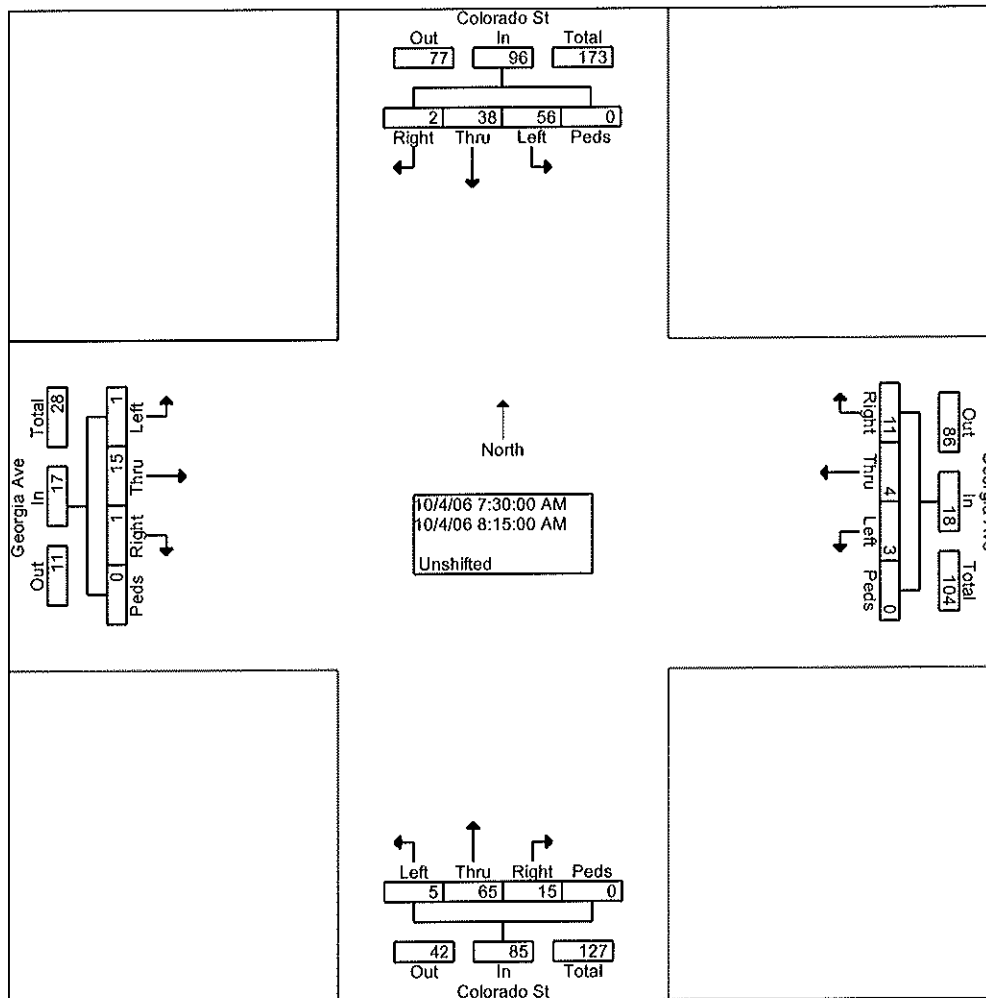 Colorado St
Out In Total
77 96 173
2 38 56 0
Right Thru Left Peds
Georgia Ave
Total In Out
28 17 11
1 15 1 0
Left Thru Right Peds
North
10/4/06 7:30:00 AM
10/4/06 8:15:00 AM
Unshifted
Right Thru Left Peds
11 4 3 0
86 18 104
Out In Total
Left Thru Right Peds
5 65 15 0
42 85 127
Out In Total
Colorado St